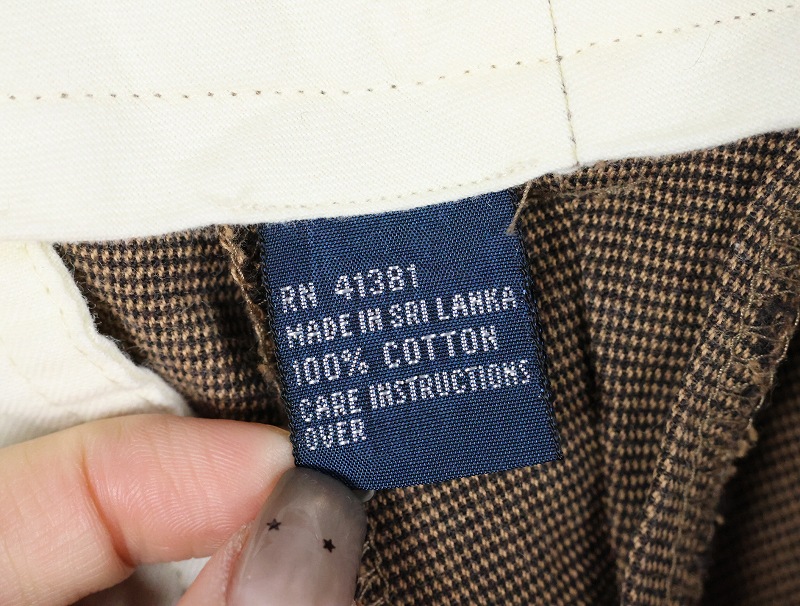 RN 41381
MADE IN SRI LANKA
100% COTTON
CARE INSTRUCTIONS
OVER